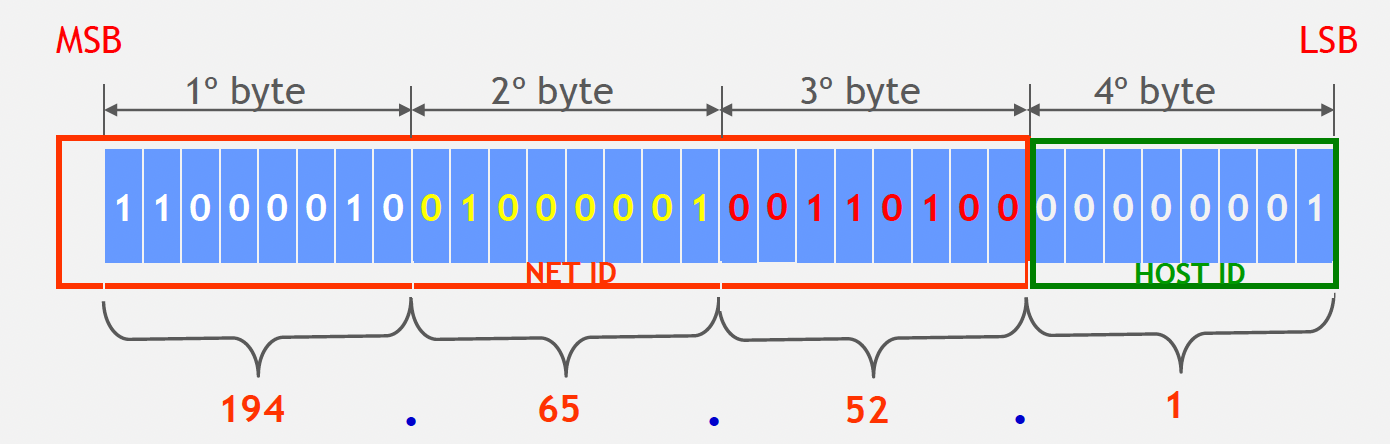 MSB LSB
1º byte 2º byte 3º byte 4º byte
1 1 0 0 0 0 1 0 0 1 0 0 0 0 0 1 0 0 1 1 0 1 0 0 0 0 0 0 0 0 0 1
NET ID HOST ID
194 . 65 . 52 . 1